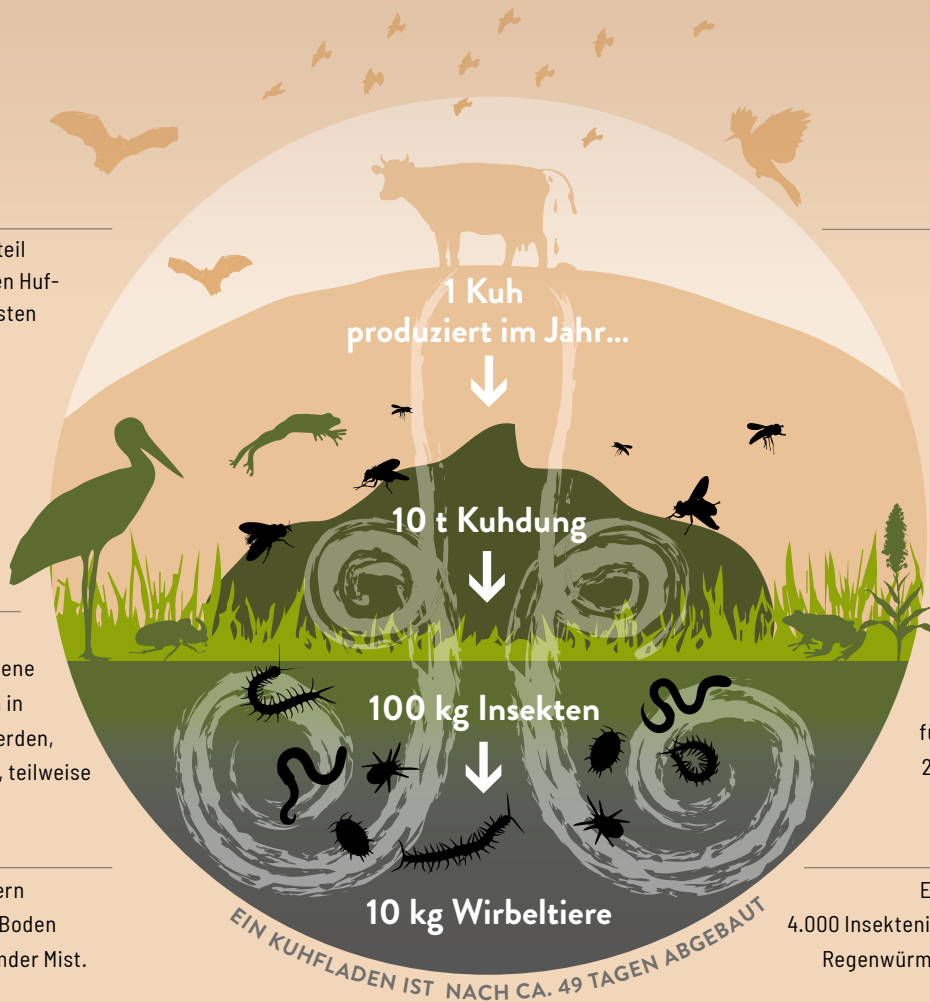 teil
en Huf-
sten
1 Kuh
produziert im Jahr...
10 t Kuhdung
ene
in
erden,
, teilweise
100 kg Insekten
fu
2
ern
Boden
nder Mist.
10 kg Wirbeltiere
E
4.000 Insekteni
Regenwürm
EIN KUHFLADEN IST NACH CA. 49 TAGEN ABGEBAUT